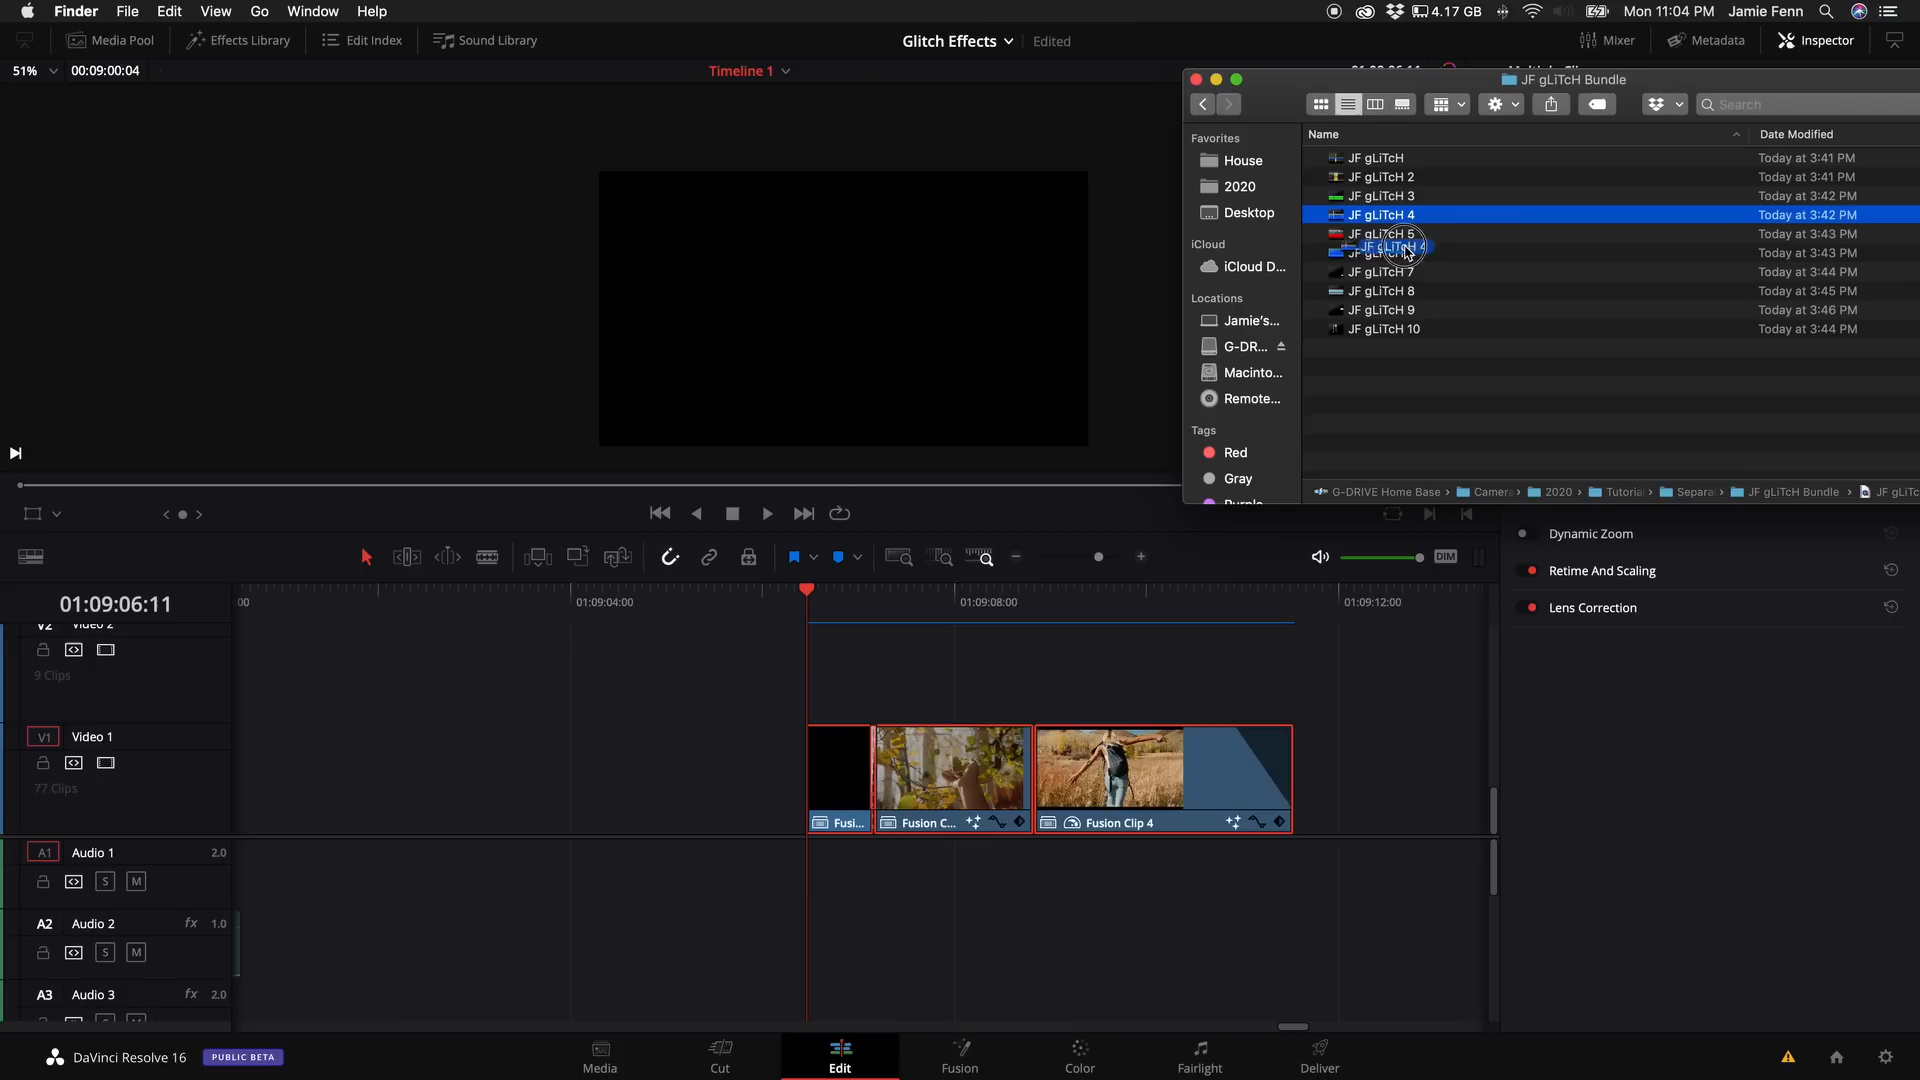 Finder File Edit View Go Window Help
4.17 GB Mon 11:04 PM Jamie Fenn
Media Pool Effects Library Edit Index Sound Library
Glitch Effects Edited
Mixer Metadata Inspector
51% 00:09:00:04
Timeline 1
JF gLiTcH Bundle
Search
Name Date Modified
Favorites
House
2020
Desktop
iCloud
iCloud D...
Locations
Jamie's...
G-DR...
Macinto...
Remote...
Tags
Red
Gray
Purple
JF gLiTcH Today at 3:41 PM
JF gLiTcH 2 Today at 3:41 PM
JF gLiTcH 3 Today at 3:42 PM
JF gLiTcH 4 Today at 3:42 PM
JF gLiTcH 5 Today at 3:43 PM
JF gLiTcH 4
JF gLiTcH Today at 3:43 PM
JF gLiTcH 7 Today at 3:44 PM
JF gLiTcH 8 Today at 3:45 PM
JF gLiTcH 9 Today at 3:46 PM
JF gLiTcH 10 Today at 3:44 PM
G-DRIVE Home Base › Camer › 2020 › Tutoria › Separa › JF gLiTcH Bundle › JF gLiTc
Dynamic Zoom
Retime And Scaling
Lens Correction
DIM
01:09:06:11
:00 01:09:04:00 01:09:08:00 01:09:12:00
V2 Video 2
9 Clips
V1 Video 1
77 Clips
Fusi... Fusion C... Fusion Clip 4
A1 Audio 1 2.0
S M
A2 Audio 2 fx 1.0
S M
A3 Audio 3 fx 2.0
DaVinci Resolve 16 PUBLIC BETA
Media Cut Edit Fusion Color Fairlight Deliver